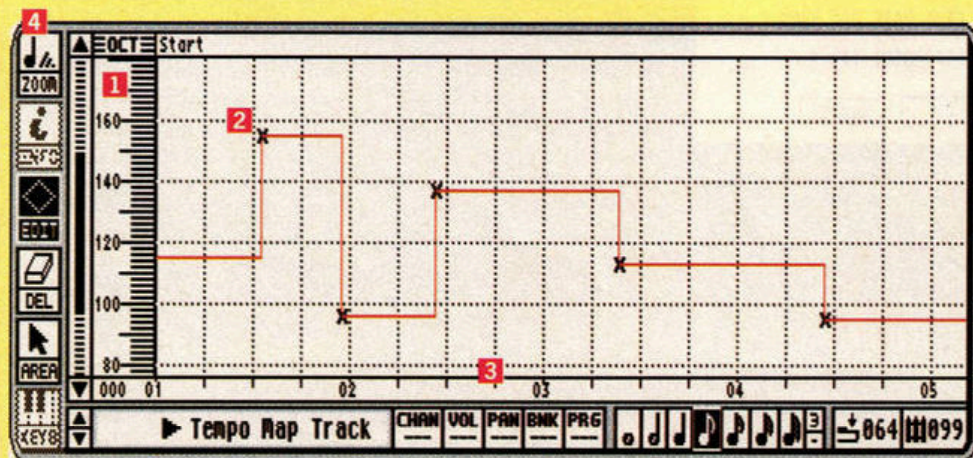 4
OCT Start
ZOOM
1
160
2
i
INFO
140
EDIT
120
DEL
100
AREA
80
3
000 01 02 03 04 05
KEYS
Tempo Map Track CHAN --- VOL --- PAN --- BNK --- PRG --- 3 064 099